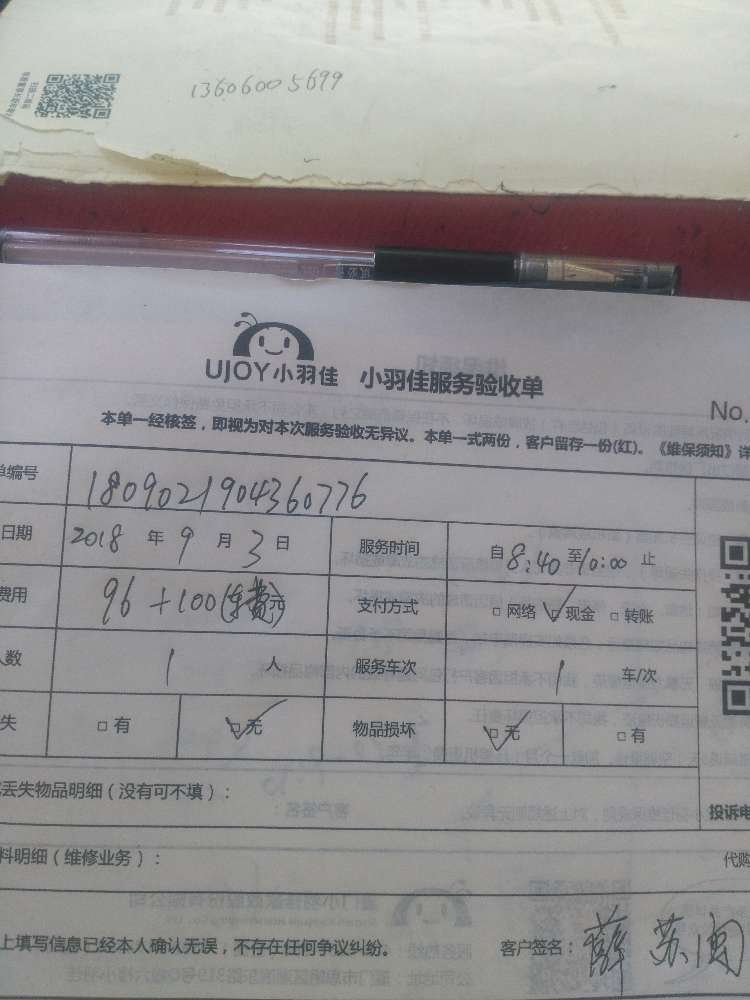 13606005699
UJOY小羽佳 小羽佳服务验收单
No.
本单一经核签，即视为对本次服务验收无异议。本单一式两份，客户留存一份(红)。《维保须知》详
单编号 1809021904360776
日期 2018 年 9 月 3 日 服务时间 自 8:40 至 10:00 止
费用 96+100(车费)元 支付方式 □ 网络 □ 现金 □ 转账
人数 1 人 服务车次 1 车/次
失 □ 有 □ 无 物品损坏 □ 无 □ 有
丢失物品明细（没有可不填）：
投诉电
料明细（维修业务）：
代购
上填写信息已经本人确认无误，不存在任何争议纠纷。 客户签名：薛苏闽